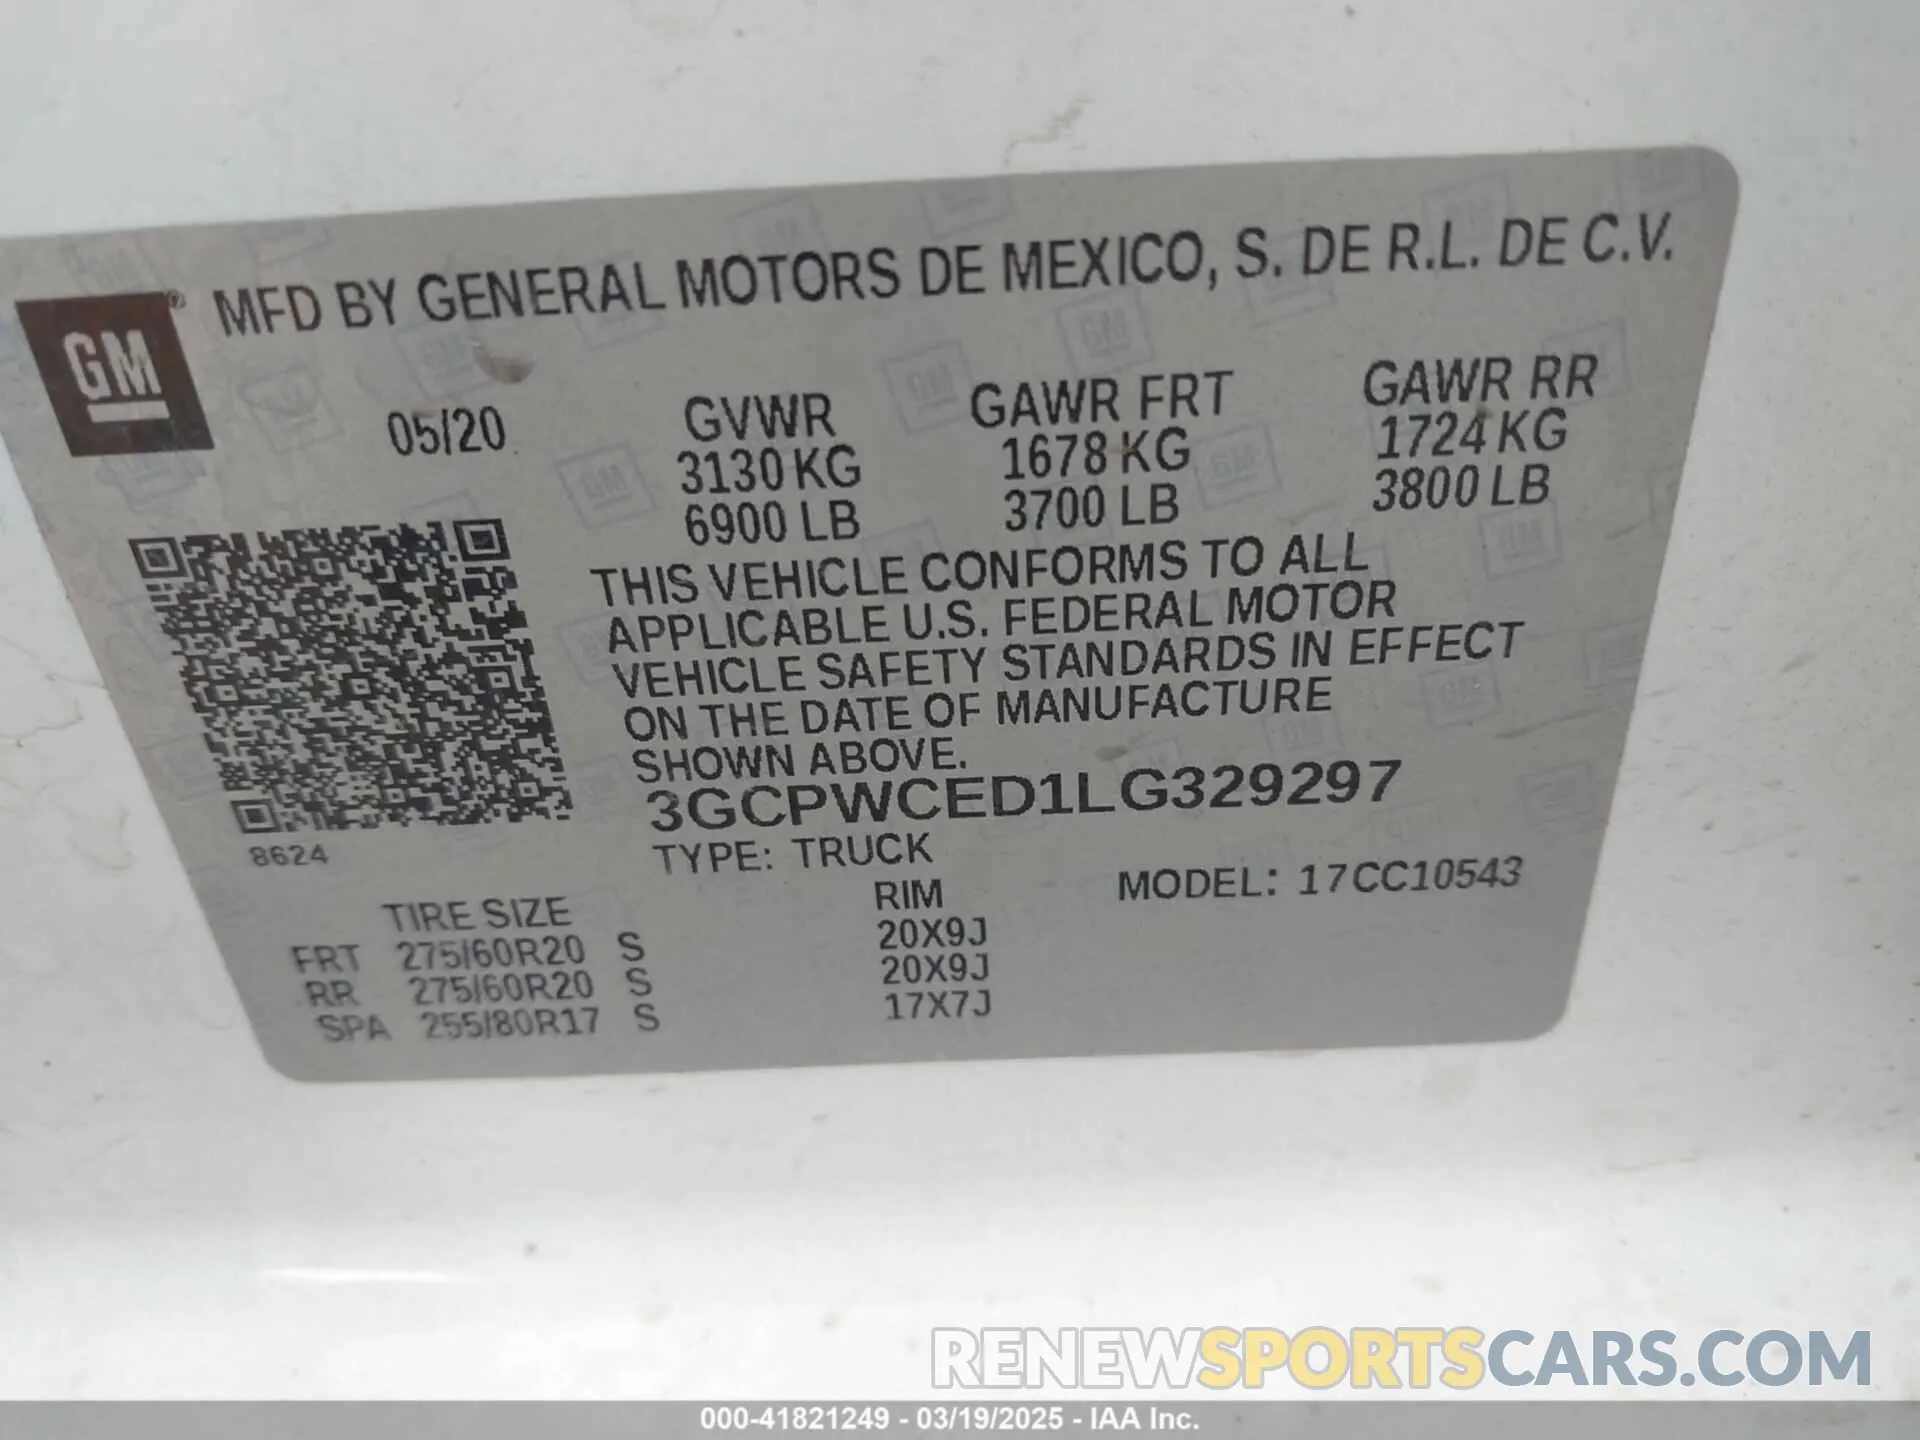 MFD BY GENERAL MOTORS DE MEXICO, S. DE R.L. DE C.V.
GM
05/20
GVWR GAWR FRT GAWR RR
3130 KG 1678 KG 1724 KG
6900 LB 3700 LB 3800 LB
THIS VEHICLE CONFORMS TO ALL
APPLICABLE U.S. FEDERAL MOTOR
VEHICLE SAFETY STANDARDS IN EFFECT
ON THE DATE OF MANUFACTURE
SHOWN ABOVE.
3GCPWCED1LG329297
8624
TYPE: TRUCK
MODEL: 17CC10543
TIRE SIZE RIM
FRT 275/60R20 S 20X9J
RR 275/60R20 S 20X9J
SPA 255/80R17 S 17X7J
RENEWSPORTSCARS.COM
000-41821249 - 03/19/2025 - IAA Inc.